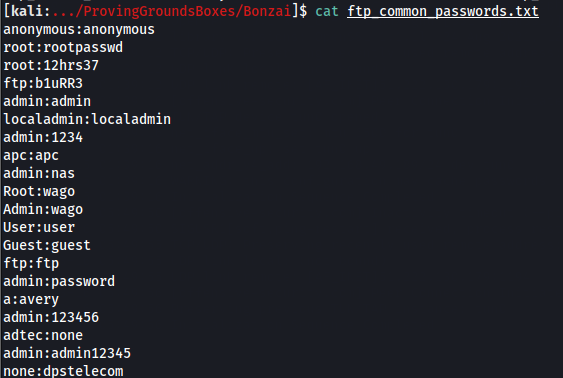 [kali:.../ProvingGroundsBoxes/Bonzai]$ cat ftp_common_passwords.txt
anonymous:anonymous
root:rootpasswd
root:12hrs37
ftp:b1uRR3
admin:admin
localadmin:localadmin
admin:1234
apc:apc
admin:nas
Root:wago
Admin:wago
User:user
Guest:guest
ftp:ftp
admin:password
a:avery
admin:123456
adtec:none
admin:admin12345
none:dpstelecom